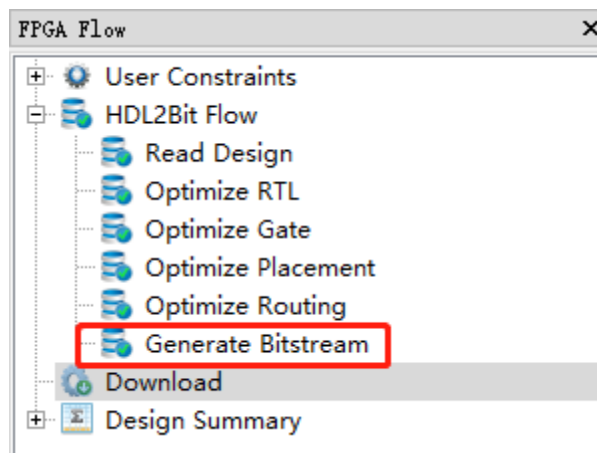 FPGA Flow
User Constraints
HDL2Bit Flow
Read Design
Optimize RTL
Optimize Gate
Optimize Placement
Optimize Routing
Generate Bitstream
Download
Design Summary